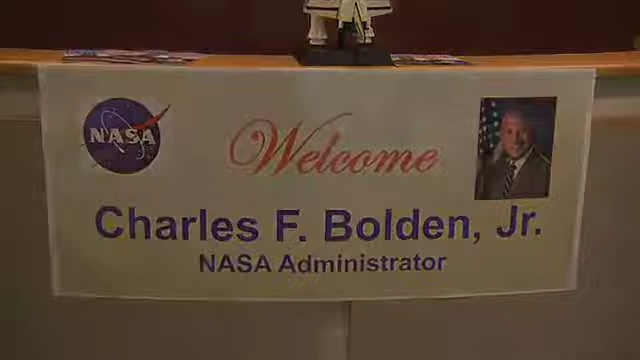 NASA
Welcome
Charles F. Bolden, Jr.
NASA Administrator